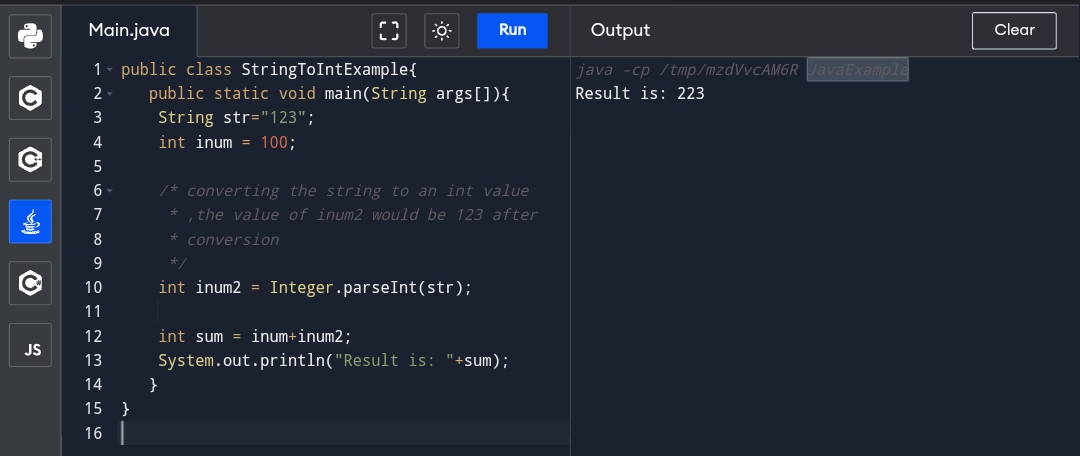 Main.java
Run
Output
Clear
1 public class StringToIntExample{
2 public static void main(String args[]){
3 String str="123";
4 int inum = 100;
5
6 /* converting the string to an int value
7 * ,the value of inum2 would be 123 after
8 * conversion
9 */
10 int inum2 = Integer.parseInt(str);
11
12 int sum = inum+inum2;
13 System.out.println("Result is: "+sum);
14 }
15 }
16
java -cp /tmp/mzdVvcAM6R JavaExample
Result is: 223
C
C
C
JS